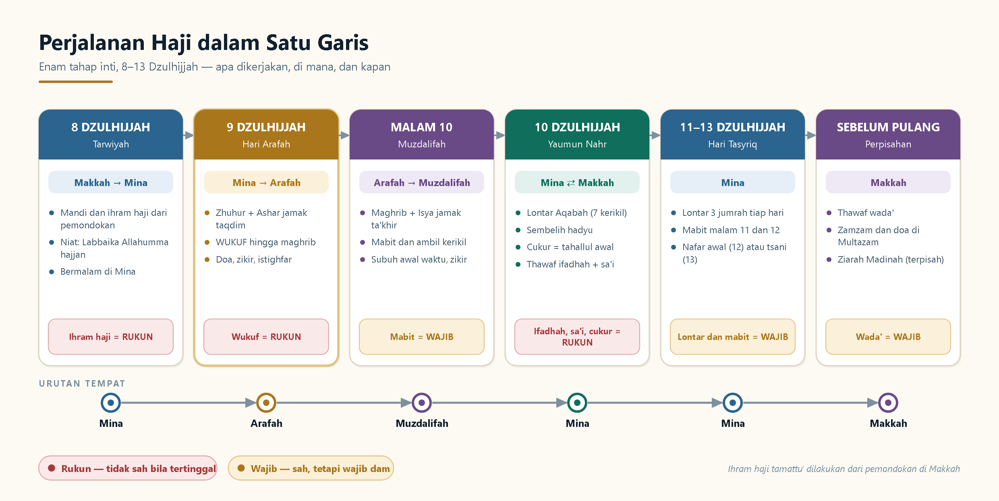 Perjalanan Haji dalam Satu Garis
Enam tahap inti, 8–13 Dzulhijjah — apa dikerjakan, di mana, dan kapan
8 DZULHIJJAH
Tarwiyah
Makkah → Mina
Mandi dan ihram haji dari
pemondokan
Niat: Labbaika Allahumma
hajjan
Bermalam di Mina
Ihram haji = RUKUN
9 DZULHIJJAH
Hari Arafah
Mina → Arafah
Zhuhur + Ashar jamak
taqdim
WUKUF hingga maghrib
Doa, zikir, istighfar
Wukuf = RUKUN
MALAM 10
Muzdalifah
Arafah → Muzdalifah
Maghrib + Isya jamak
ta'khir
Mabit dan ambil kerikil
Subuh awal waktu, zikir
Mabit = WAJIB
10 DZULHIJJAH
Yaumun Nahr
Mina ⇄ Makkah
Lontar Aqabah (7 kerikil)
Sembelih hadyu
Cukur = tahallul awal
Thawaf ifadhah + sa'i
Ifadhah, sa'i, cukur =
RUKUN
11–13 DZULHIJJAH
Hari Tasyriq
Mina
Lontar 3 jumrah tiap hari
Mabit malam 11 dan 12
Nafar awal (12) atau tsani
(13)
Lontar dan mabit = WAJIB
SEBELUM PULANG
Perpisahan
Makkah
Thawaf wada'
Zamzam dan doa di
Multazam
Ziarah Madinah (terpisah)
Wada' = WAJIB
URUTAN TEMPAT
Mina
Arafah
Muzdalifah
Mina
Mina
Makkah
Rukun — tidak sah bila tertinggal
Wajib — sah, tetapi wajib dam
Ihram haji tamattu' dilakukan dari pemondokan di Makkah